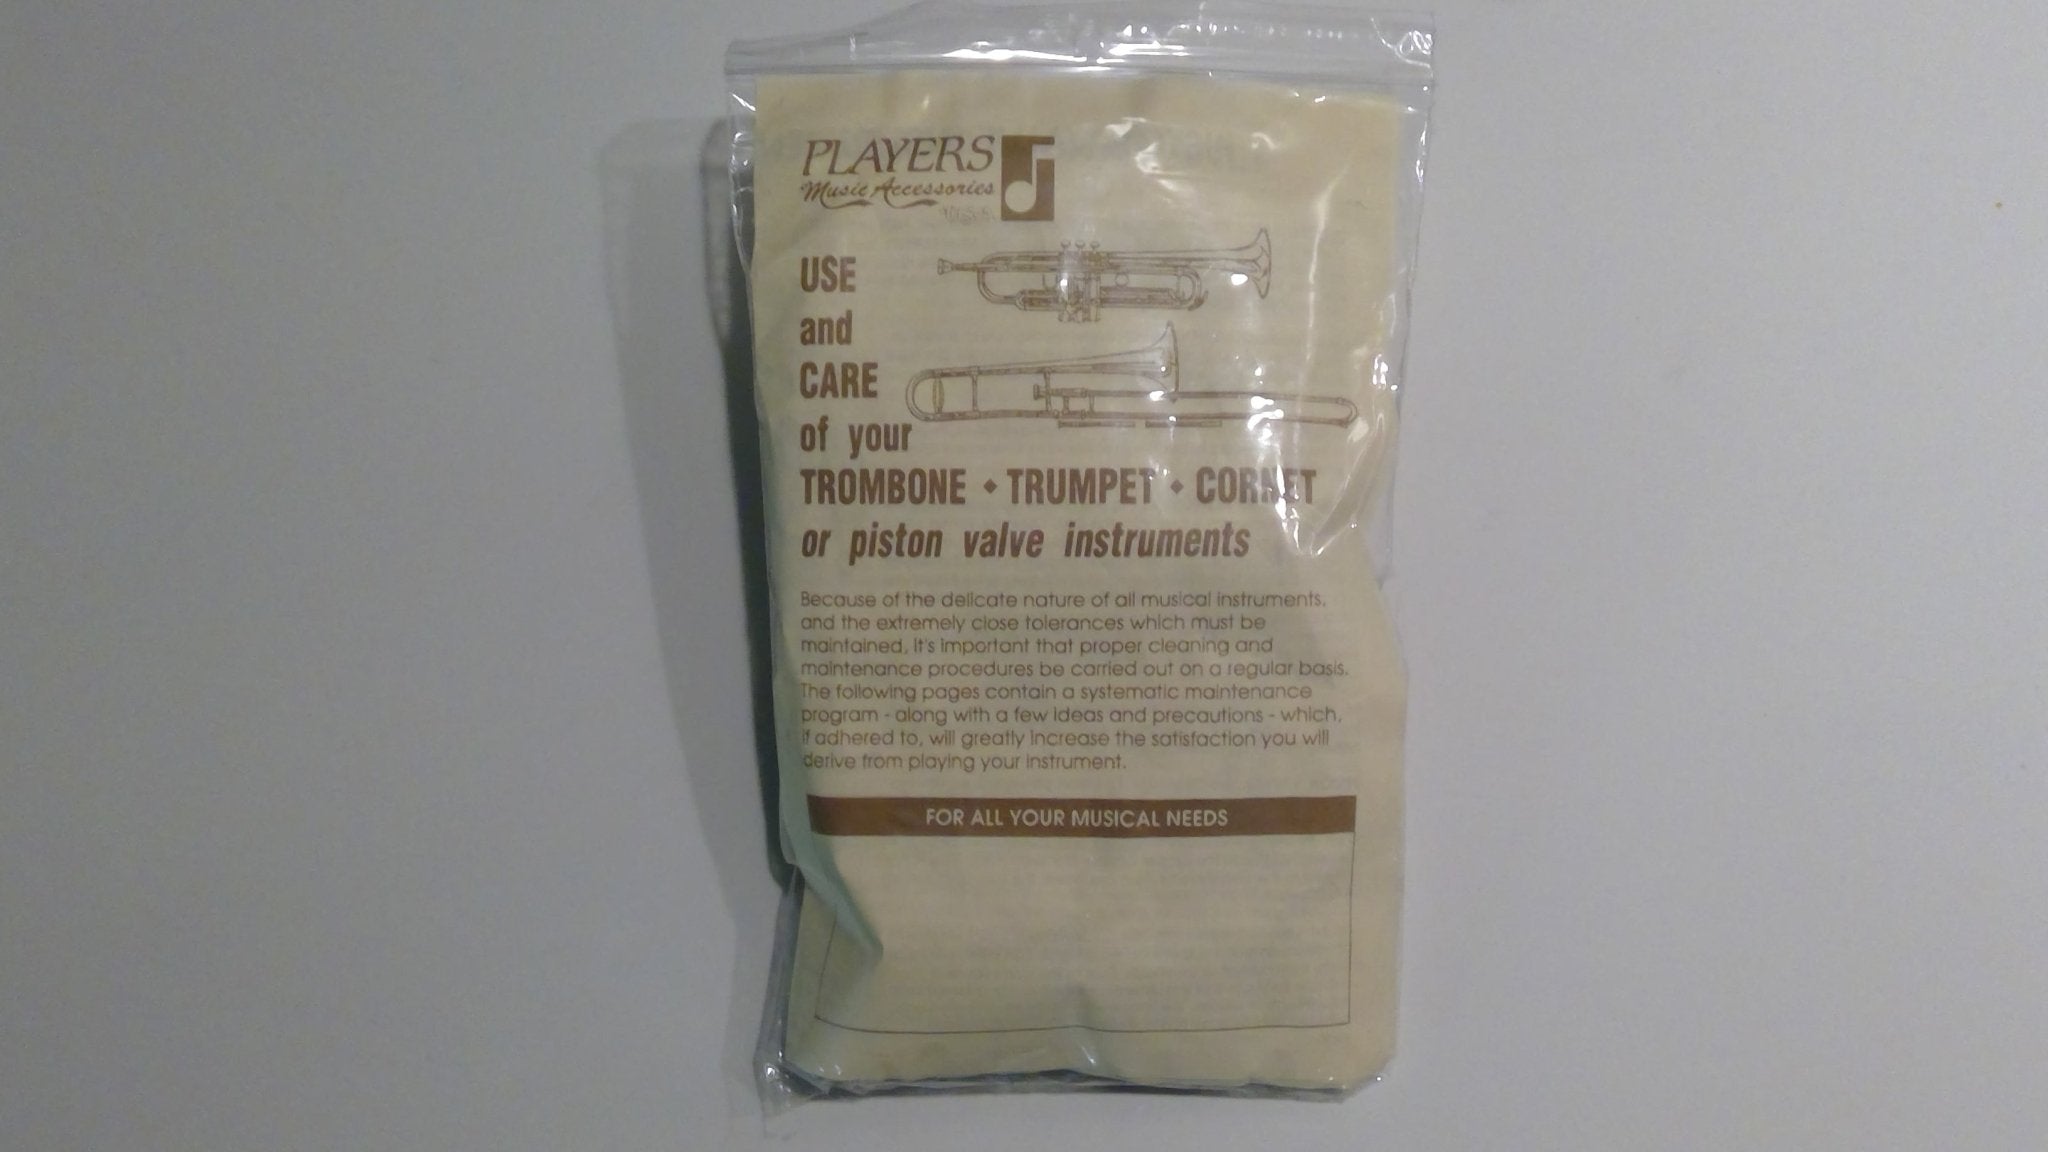 PLAYERS
Music Accessories
USE
and
CARE
of your
TROMBONE • TRUMPET • CORNET
or piston valve instruments
Because of the delicate nature of all musical instruments,
and the extremely close tolerances which must be
maintained, it's important that proper cleaning and
maintenance procedures be carried out on a regular basis.
The following pages contain a systematic maintenance
program - along with a few ideas and precautions - which,
if adhered to, will greatly increase the satisfaction you will
derive from playing your instrument.
FOR ALL YOUR MUSICAL NEEDS